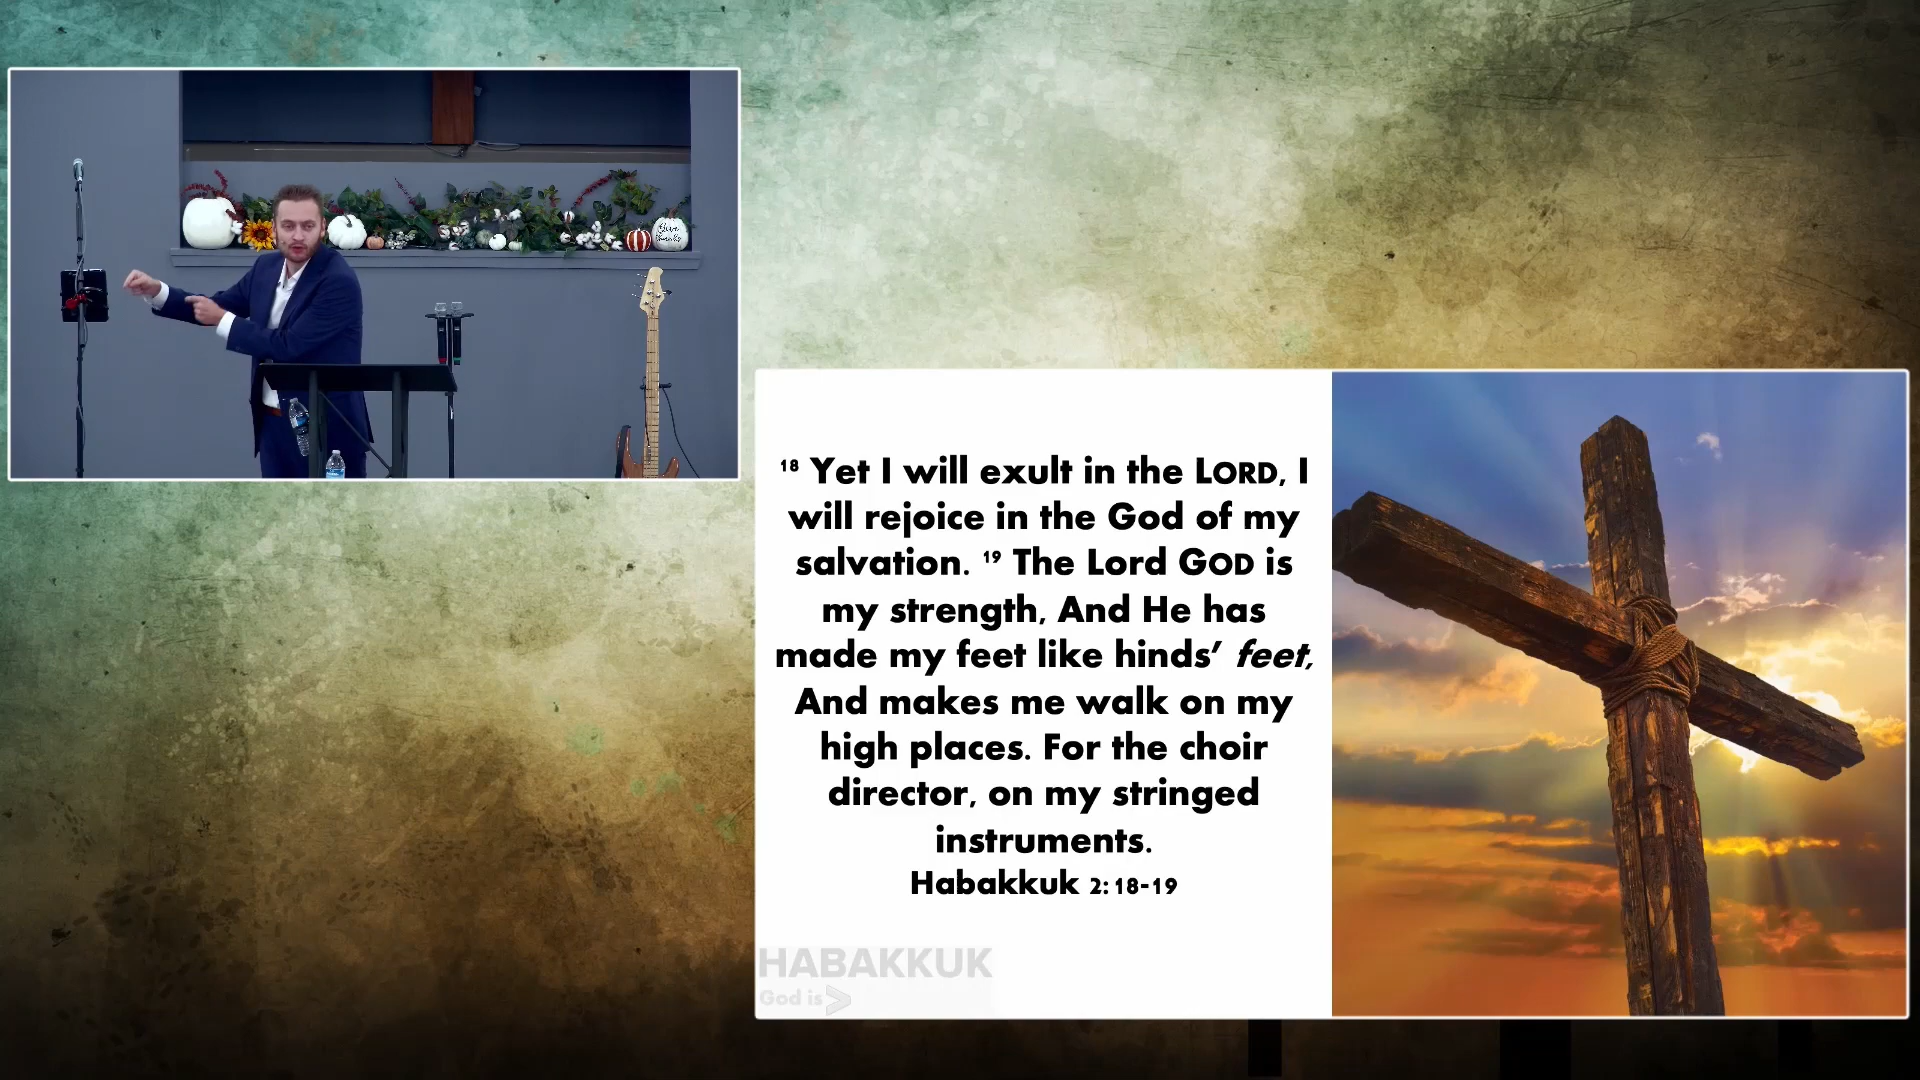 Give
thanks
¹⁸ Yet I will exult in the LORD, I
will rejoice in the God of my
salvation. ¹⁹ The Lord GOD is
my strength, And He has
made my feet like hinds’ feet,
And makes me walk on my
high places. For the choir
director, on my stringed
instruments.
Habakkuk 2:18-19
HABAKKUK
God is >